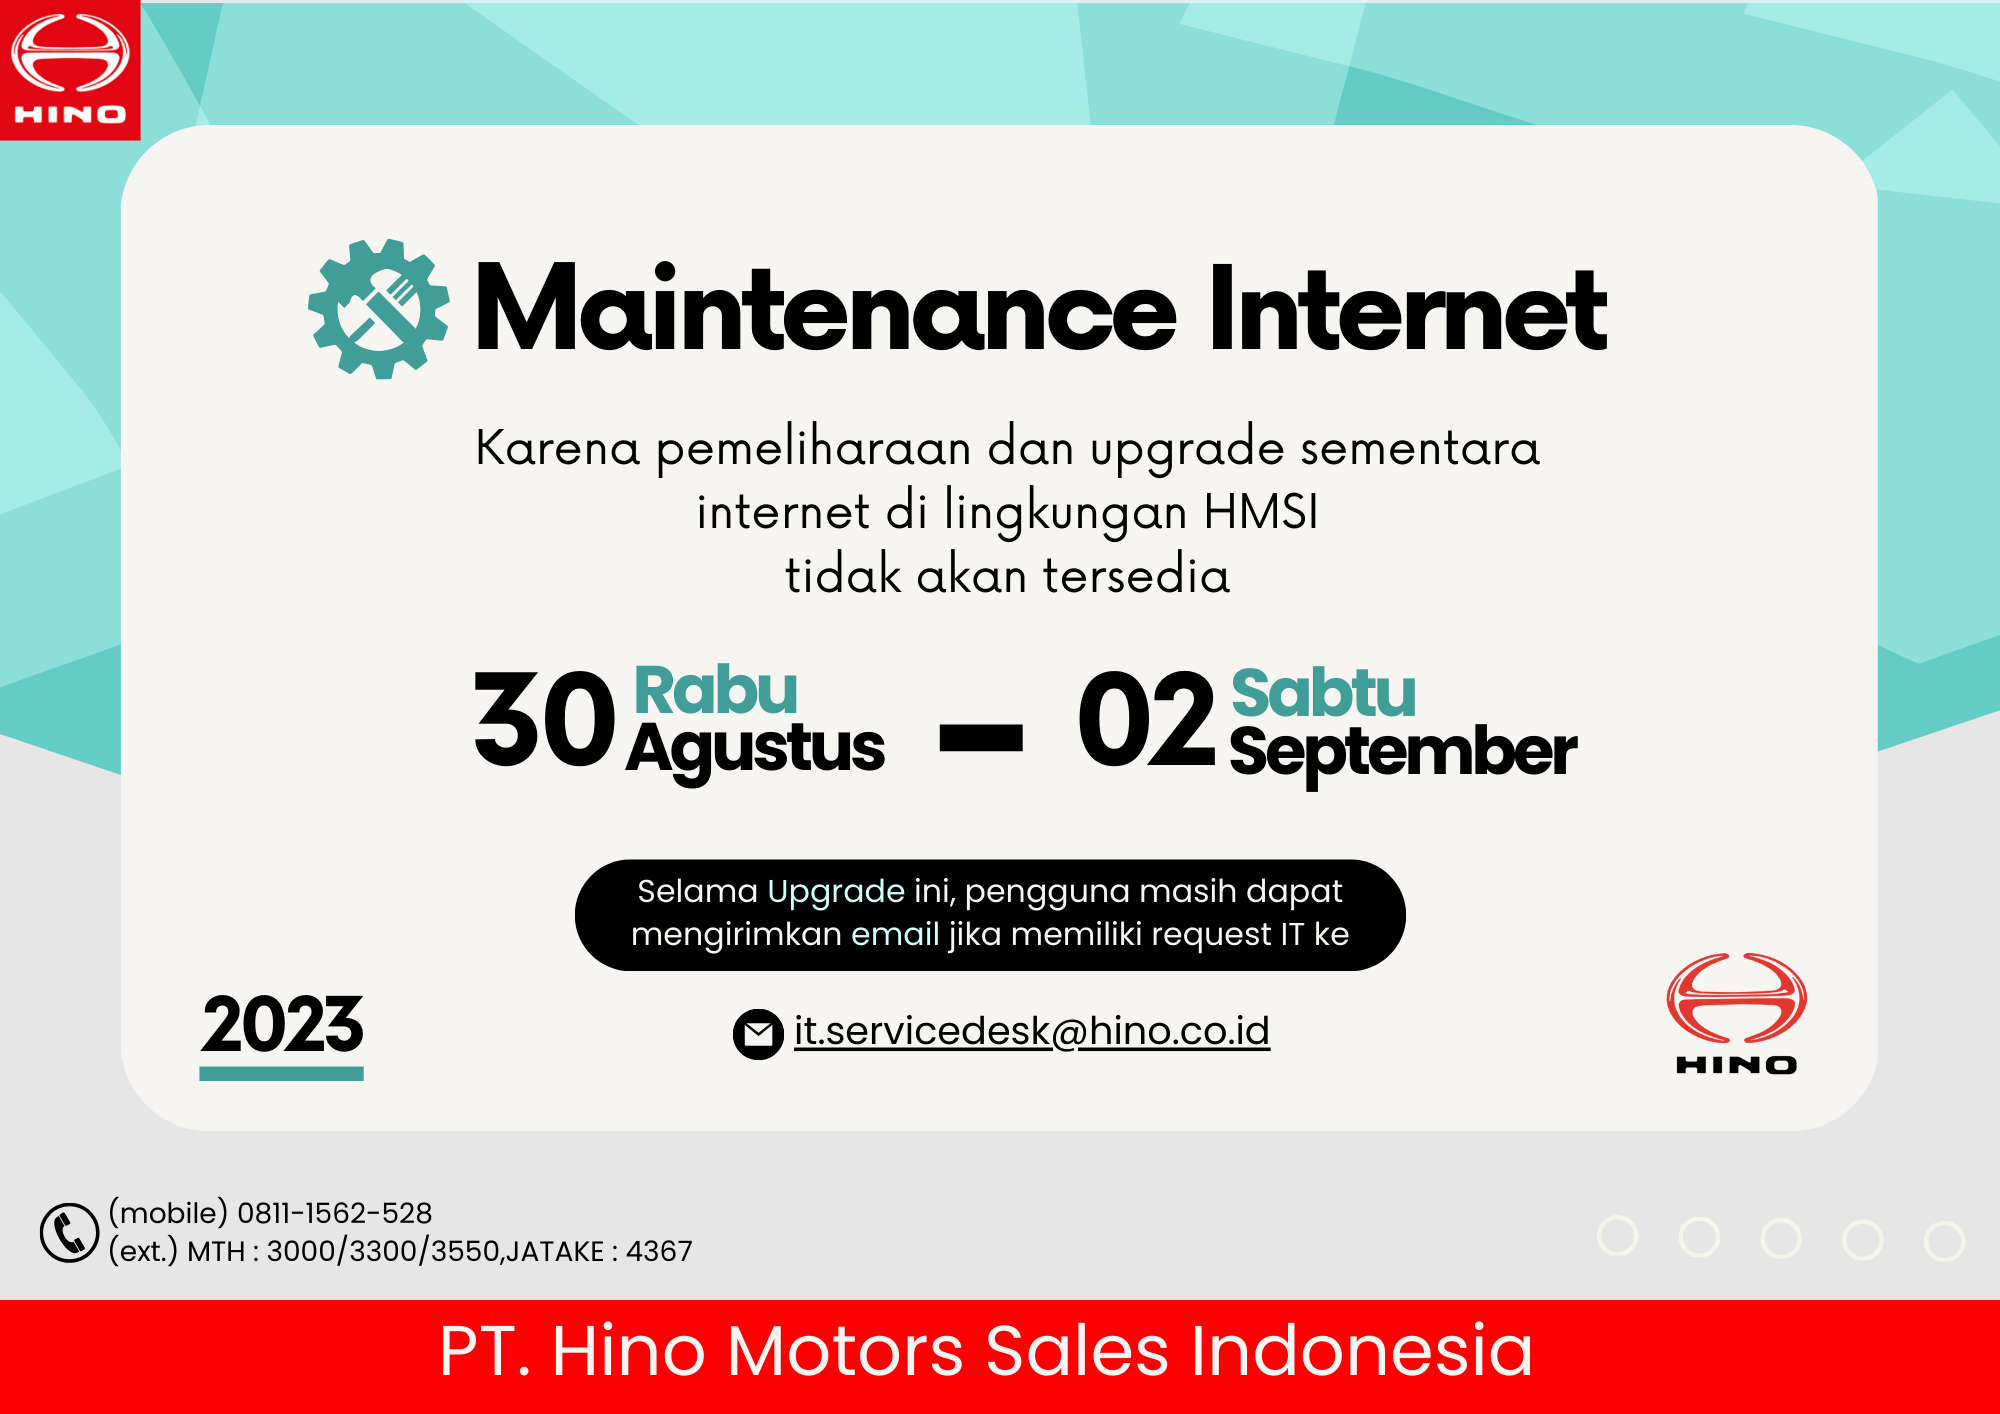 HINO
Maintenance Internet
Karena pemeliharaan dan upgrade sementara
internet di lingkungan HMSI
tidak akan tersedia
30 Rabu Agustus - 02 Sabtu September
Selama Upgrade ini, pengguna masih dapat
mengirimkan email jika memiliki request IT ke
it.servicedesk@hino.co.id
2023
HINO
(mobile) 0811-1562-528
(ext.) MTH : 3000/3300/3550,JATAKE : 4367
PT. Hino Motors Sales Indonesia